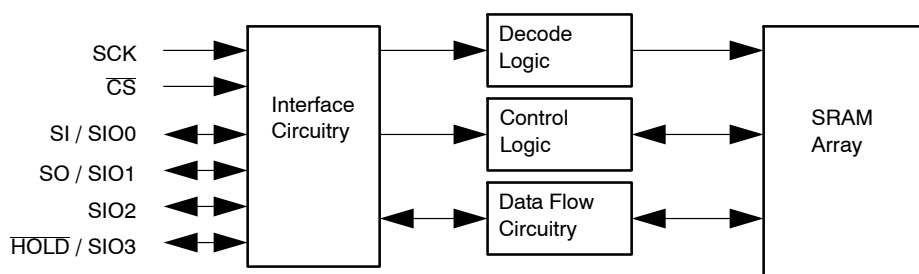 SCK
CS
SI / SIO0
SO / SIO1
SIO2
HOLD / SIO3
Interface
Circuitry
Decode
Logic
Control
Logic
Data Flow
Circuitry
SRAM
Array